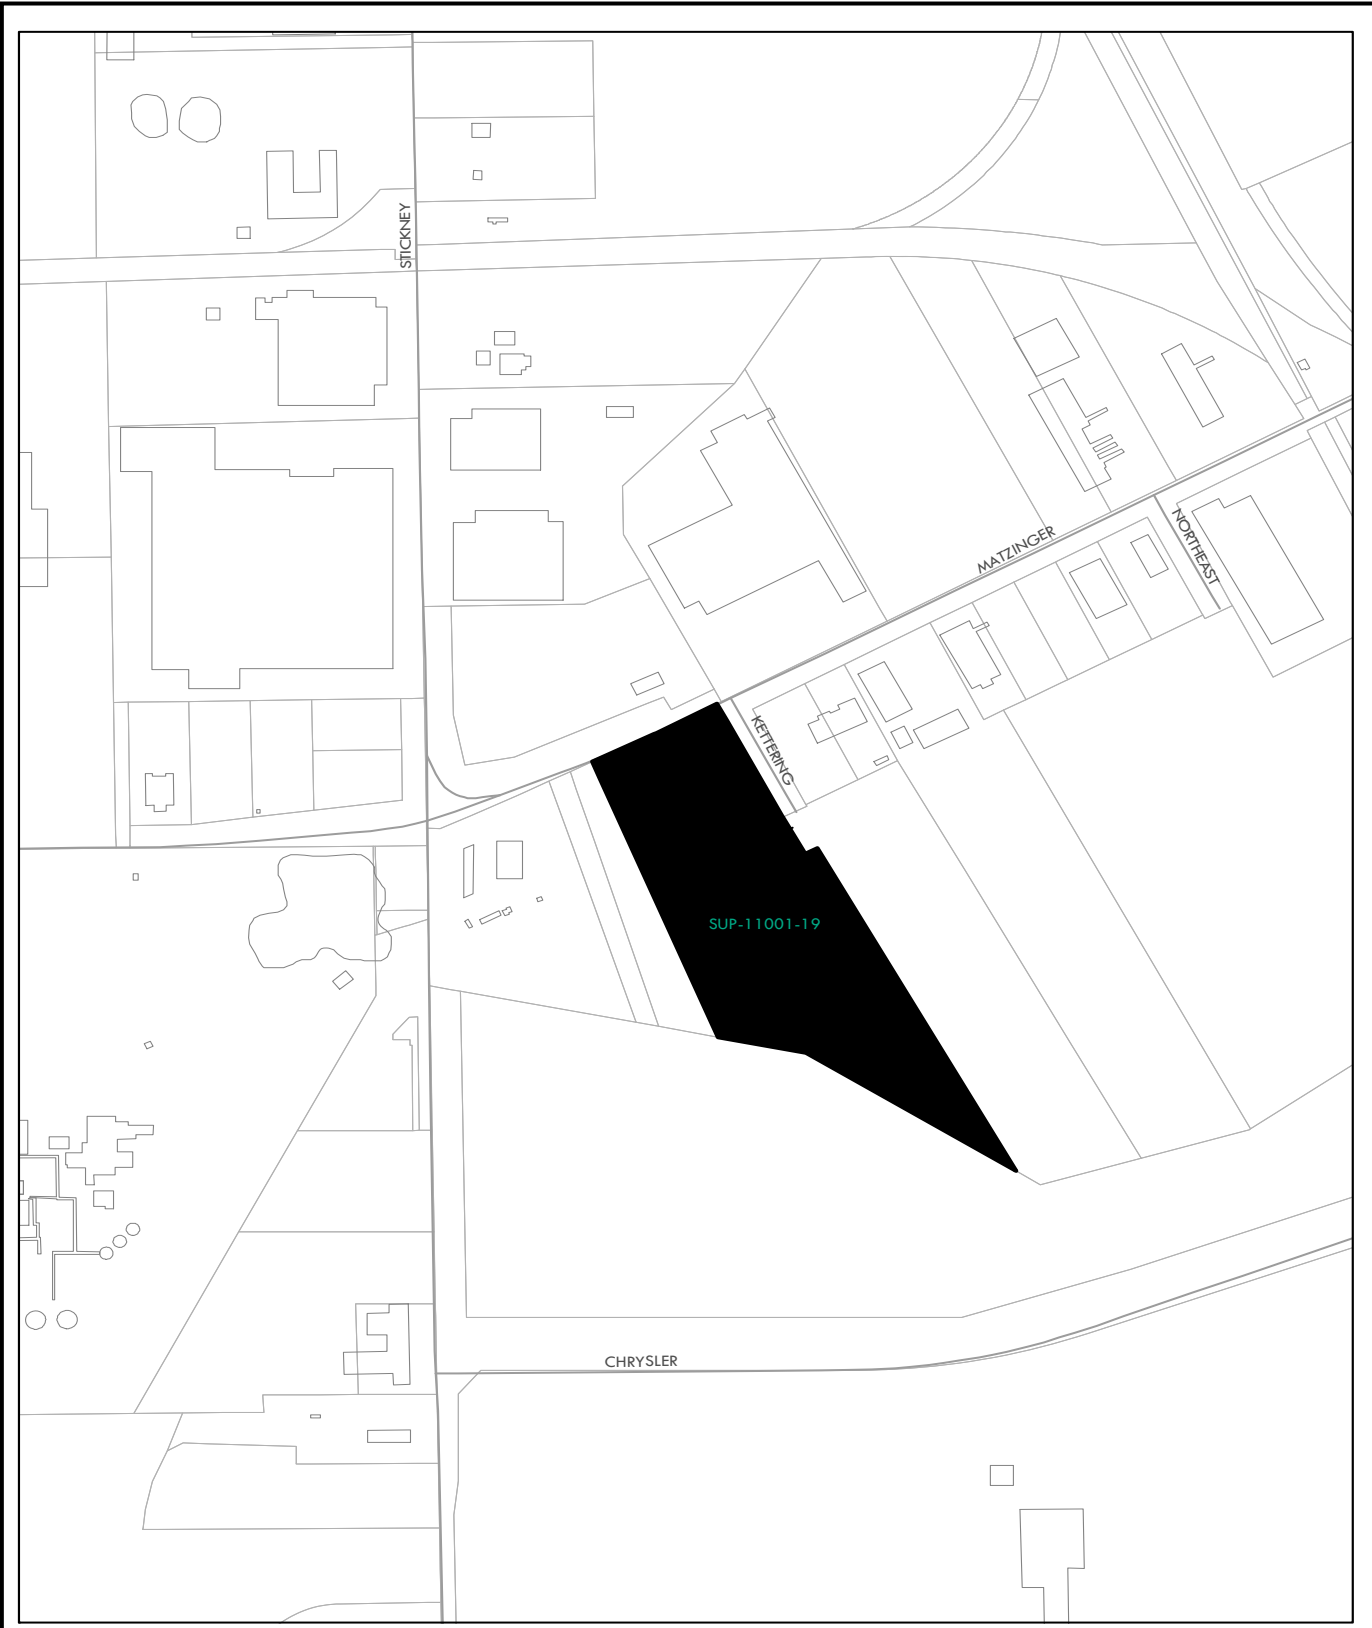 STICKNEY
MATZINGER
NORTHEAST
KETTERING
SUP-11001-19
CHRYSLER